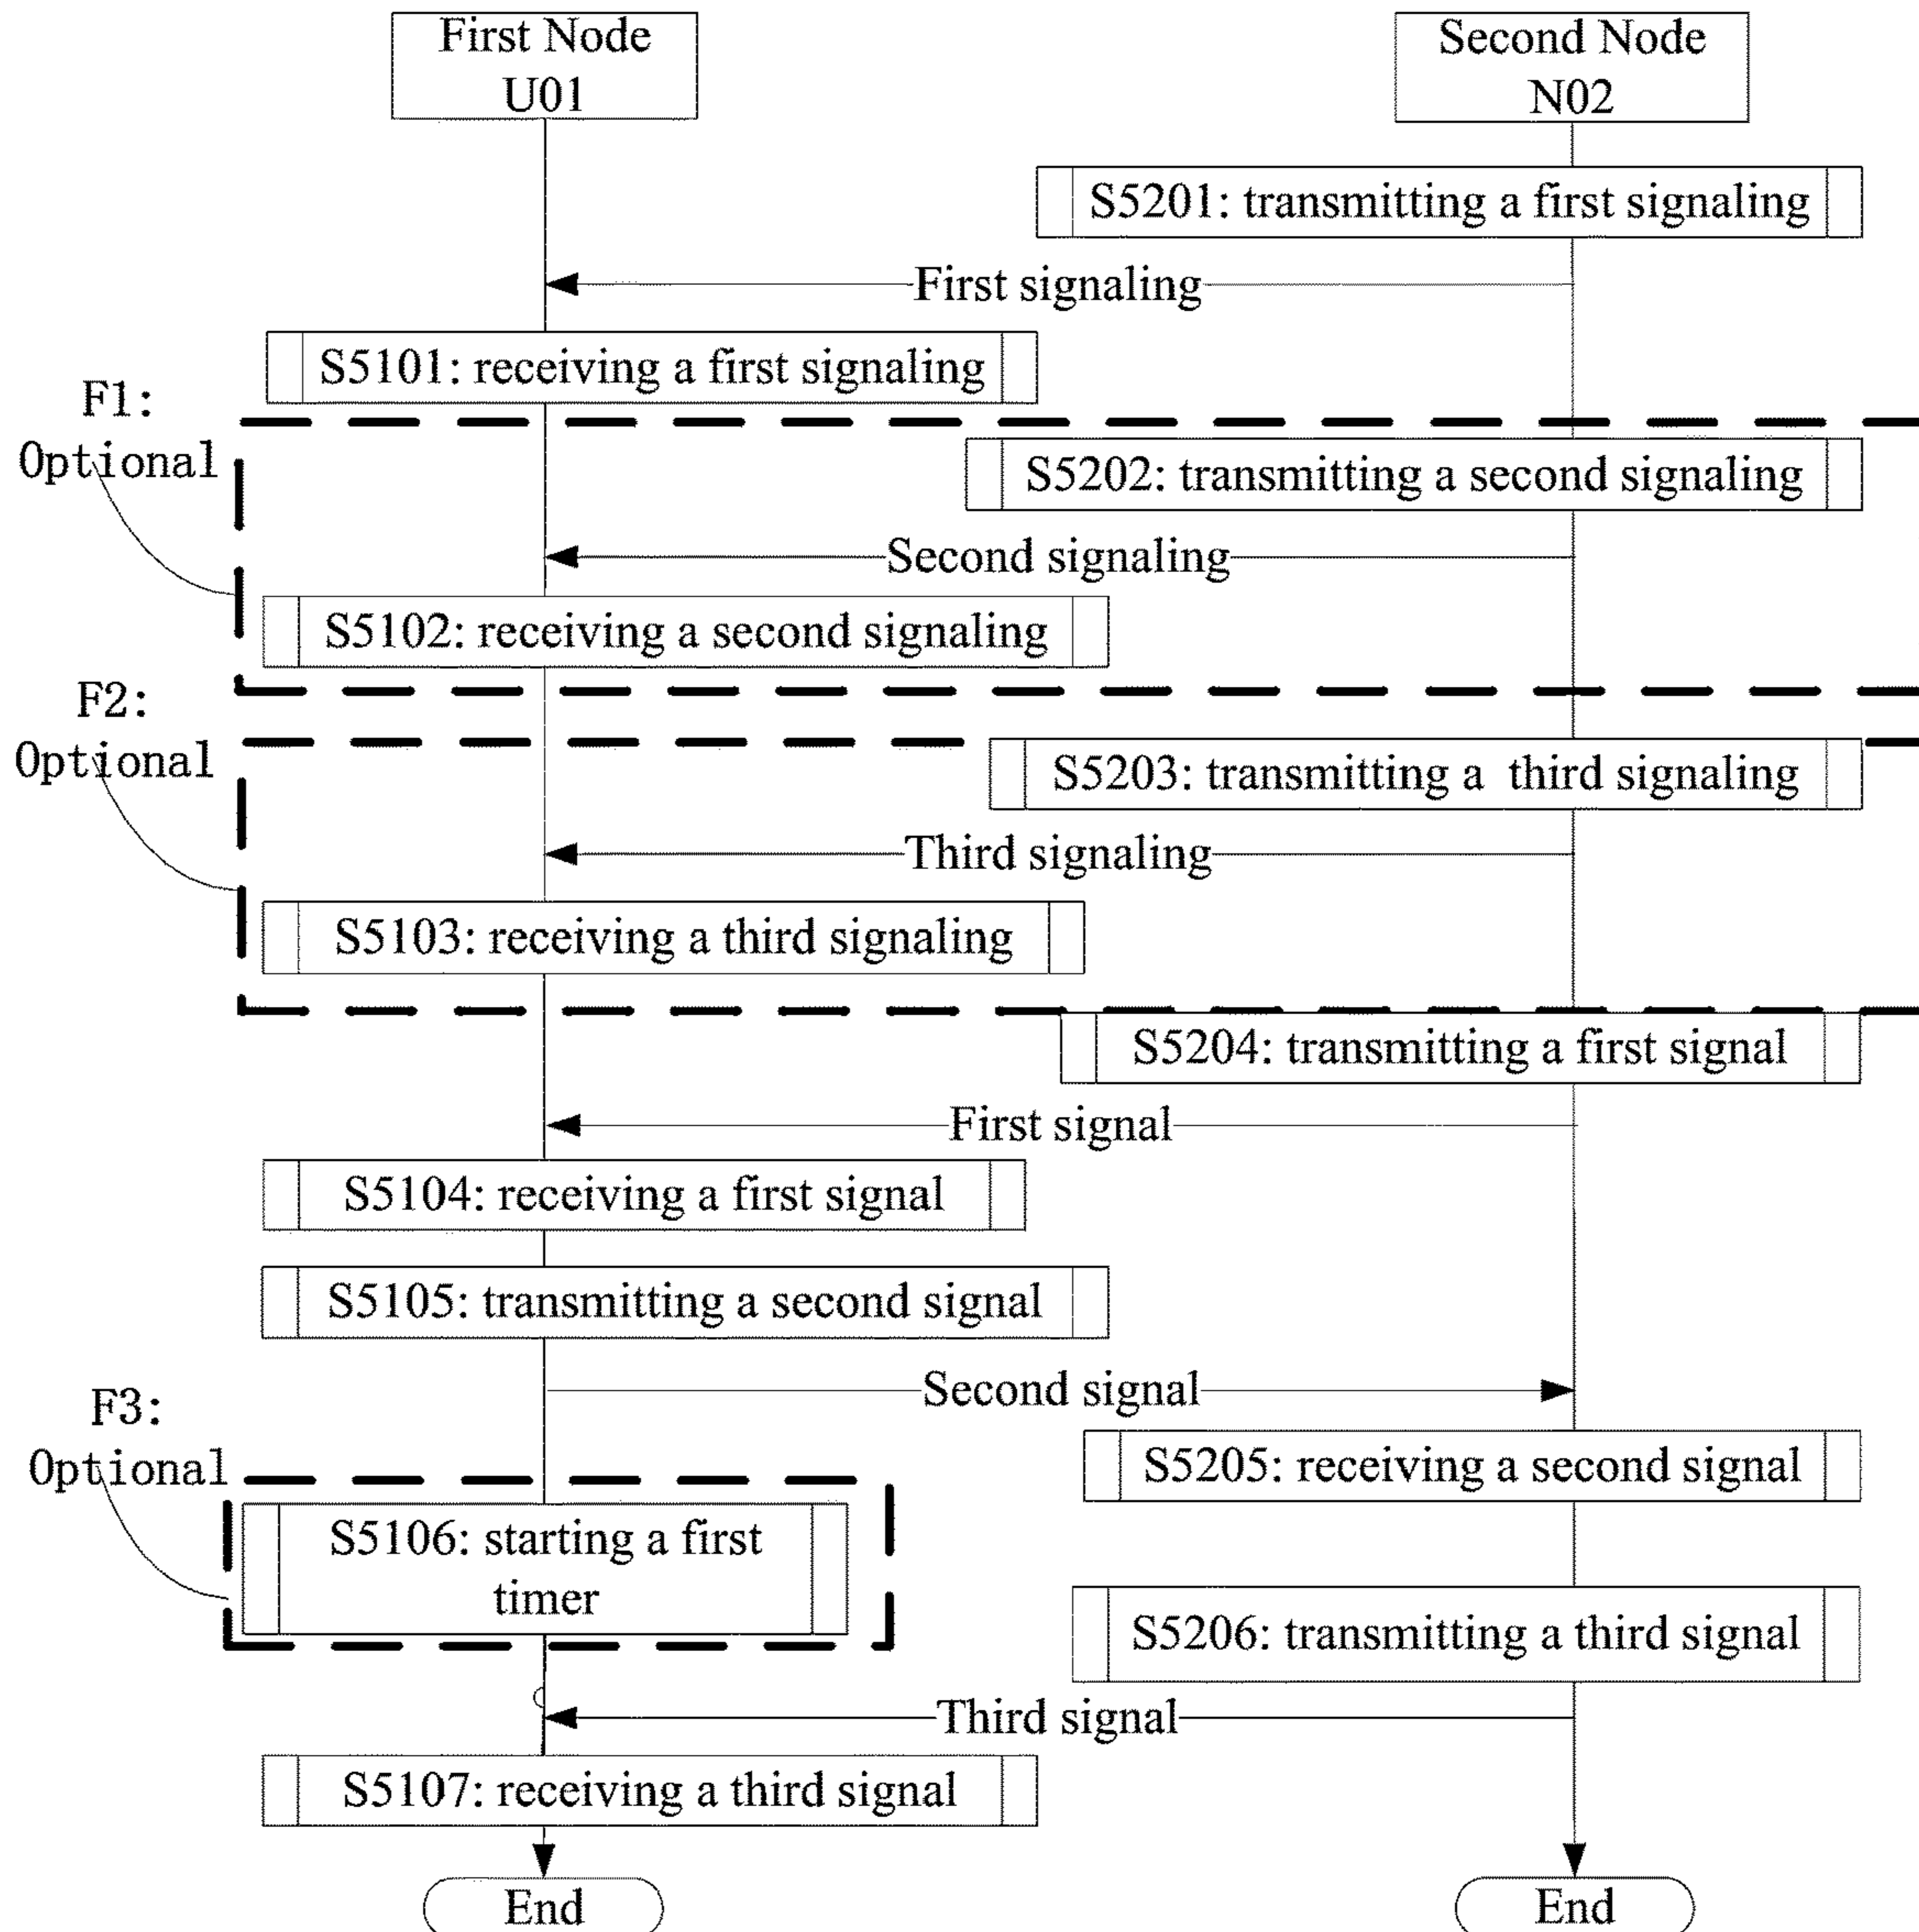 First Node
U01
Second Node
N02
S5201: transmitting a first signaling
First signaling
S5101: receiving a first signaling
F1:
Optional
S5202: transmitting a second signaling
Second signaling
S5102: receiving a second signaling
F2:
Optional
S5203: transmitting a third signaling
Third signaling
S5103: receiving a third signaling
S5204: transmitting a first signal
First signal
S5104: receiving a first signal
S5105: transmitting a second signal
Second signal
F3:
Optional
S5205: receiving a second signal
S5106: starting a first
timer
S5206: transmitting a third signal
Third signal
S5107: receiving a third signal
End
End